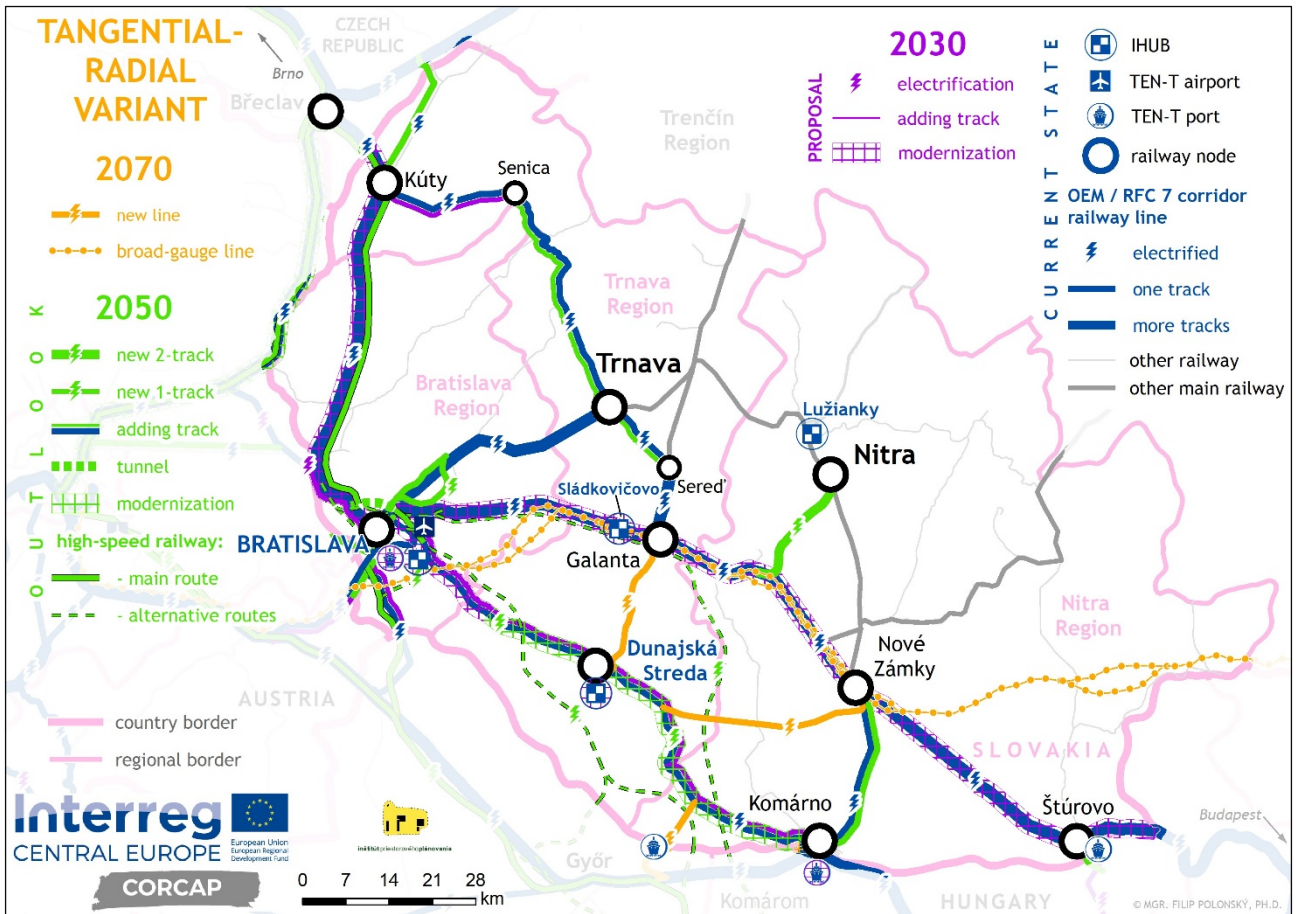 TANGENTIAL-
RADIAL
VARIANT
2070
new line
broad-gauge line
OUTLOOK
2050
new 2-track
new 1-track
adding track
tunnel
modernization
high-speed railway:
- main route
- alternative routes
country border
regional border
Interreg
CENTRAL EUROPE
European Union
European Regional
Development Fund
CORCAP
inštitútpriestorovéhoplánovania
0 7 14 21 28
km
2030
PROPOSAL
electrification
adding track
modernization
CURRENT STATE
IHUB
TEN-T airport
TEN-T port
railway node
OEM / RFC 7 corridor
railway line
electrified
one track
more tracks
other railway
other main railway
CZECH
REPUBLIC
Brno
Břeclav
Kúty
Senica
Trenčín
Region
Trnava
Region
Trnava
Bratislava
Region
Lužianky
Nitra
Sereď
Sládkovičovo
BRATISLAVA
Galanta
Nitra
Region
Dunajská
Streda
Nové
Zámky
AUSTRIA
SLOVAKIA
Komárno
Štúrovo
Budapest
Győr
Komárom
HUNGARY
© MGR. FILIP POLONSKÝ, PH.D.